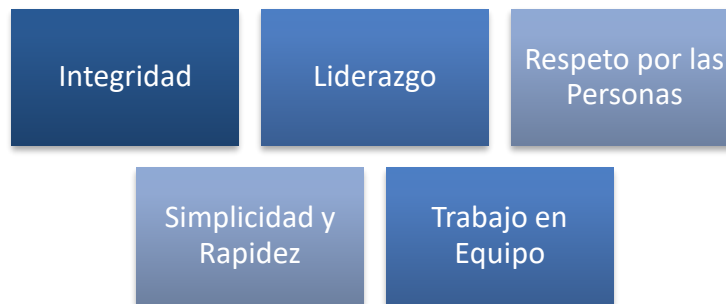 Integridad
Liderazgo
Respeto por las
Personas
Simplicidad y
Rapidez
Trabajo en
Equipo